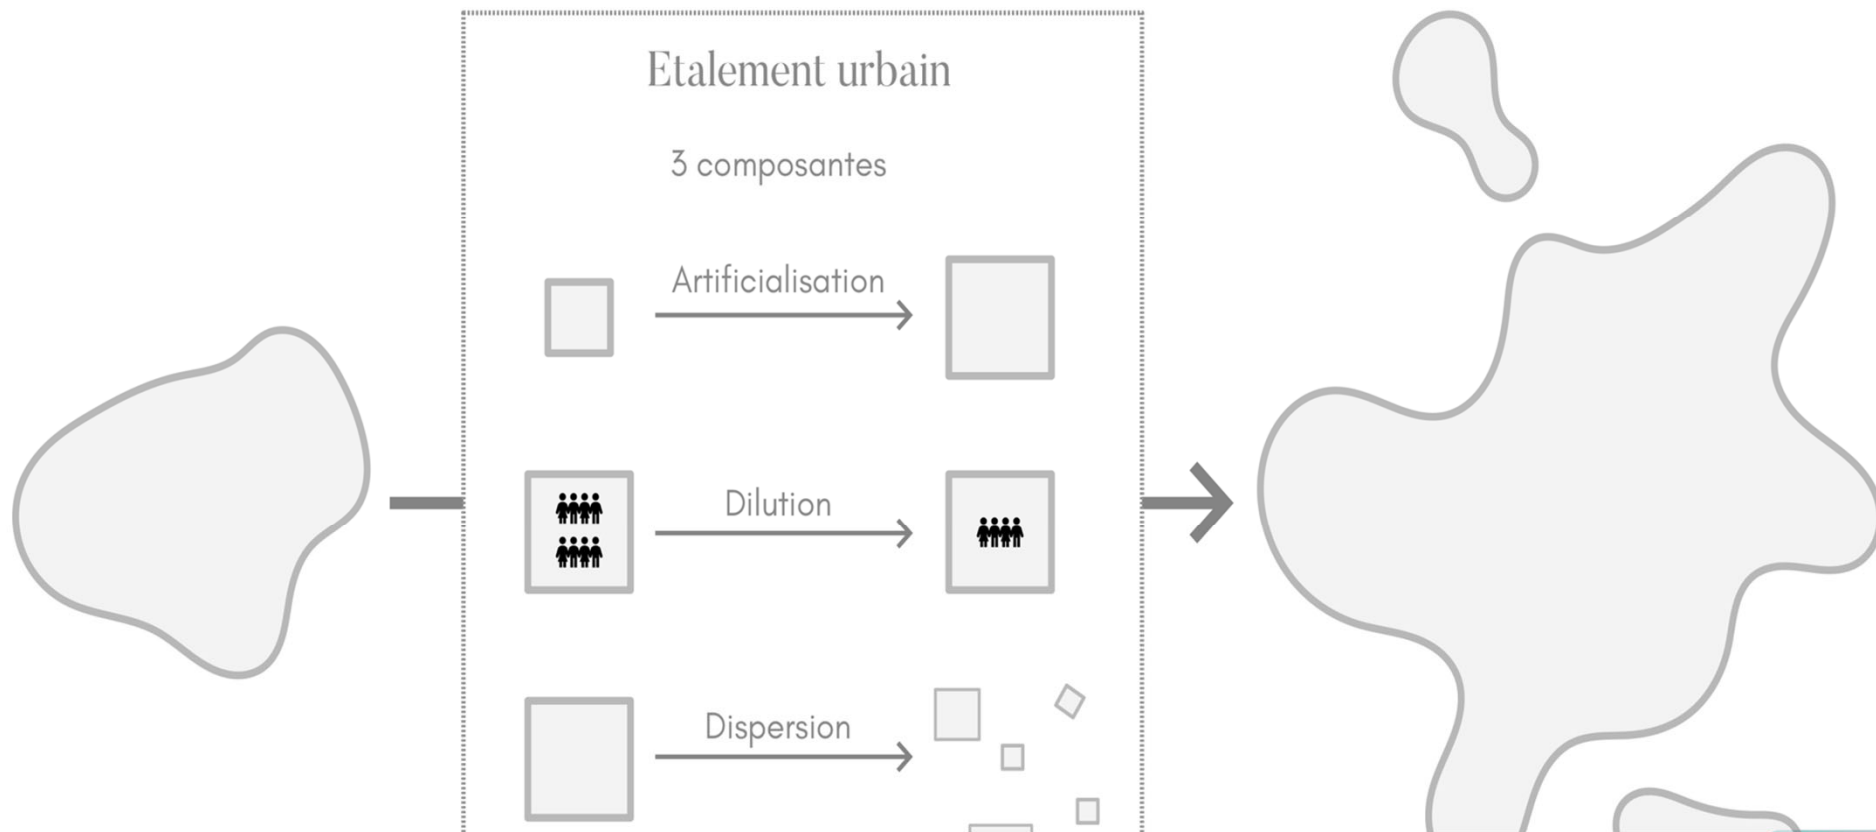 Etalement urbain
3 composantes
Artificialisation
Dilution
Dispersion